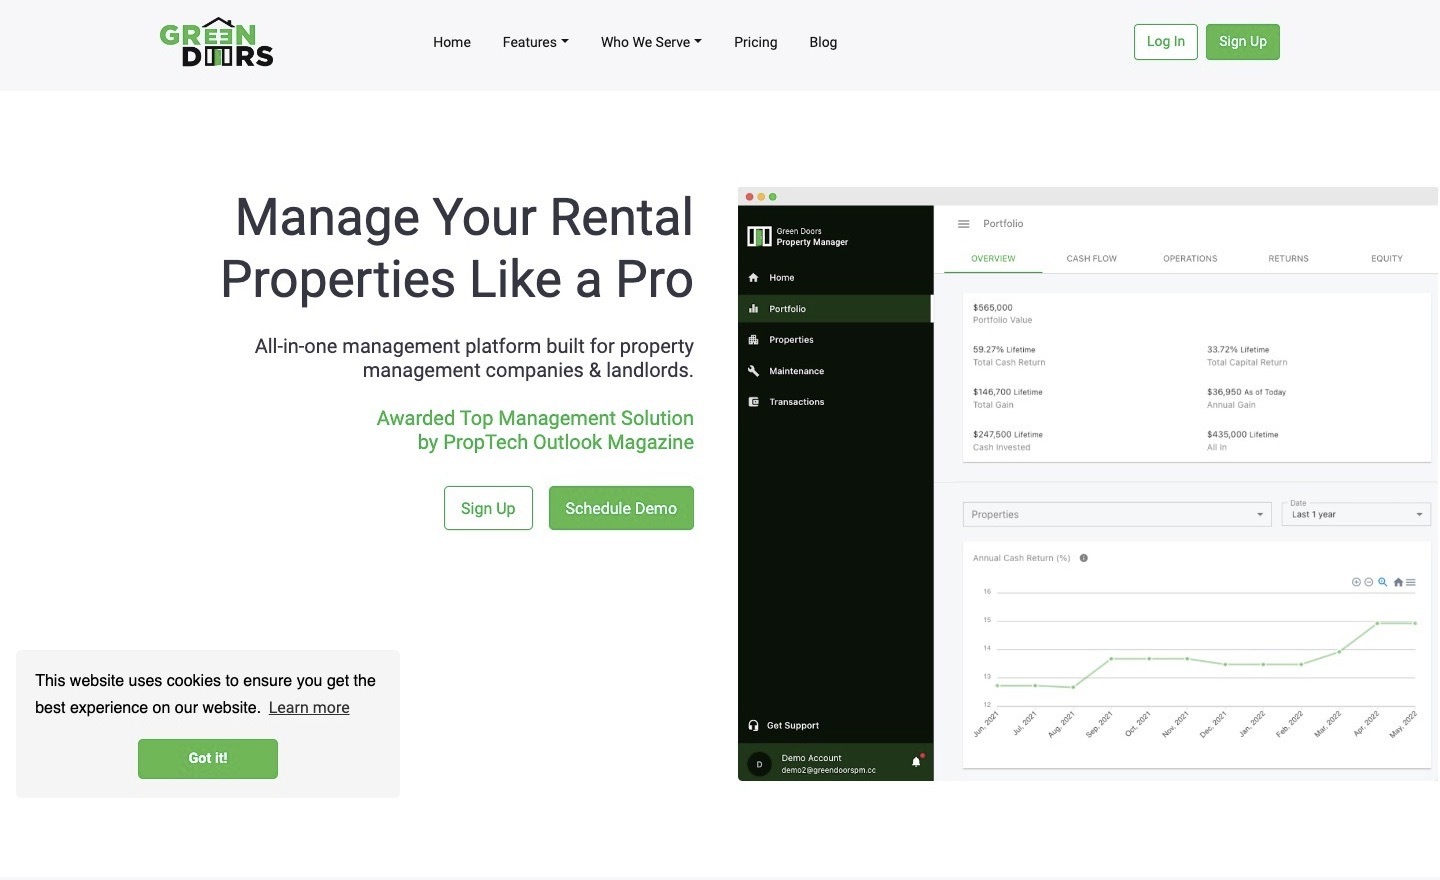 GREEN
DOORS
Home
Features
Who We Serve
Pricing
Blog
Log In
Sign Up
Manage Your Rental
Properties Like a Pro
All-in-one management platform built for property
management companies & landlords.
Awarded Top Management Solution
by PropTech Outlook Magazine
Sign Up
Schedule Demo
This website uses cookies to ensure you get the
best experience on our website. Learn more
Got it!
Green Doors
Property Manager
Home
Portfolio
Properties
Maintenance
Transactions
Get Support
D
Demo Account
demo2@greendoorspm.cc
Portfolio
OVERVIEW
CASH FLOW
OPERATIONS
RETURNS
EQUITY
$565,000
Portfolio Value
59.27% Lifetime
Total Cash Return
33.72% Lifetime
Total Capital Return
$146,700 Lifetime
Total Gain
$36,950 As of Today
Annual Gain
$247,500 Lifetime
Cash Invested
$435,000 Lifetime
All In
Properties
Date
Last 1 year
Annual Cash Return (%)
16
15
14
13
12
Jun, 2021
Jul, 2021
Aug, 2021
Sep, 2021
Oct, 2021
Nov, 2021
Dec, 2021
Jan, 2022
Feb, 2022
Mar, 2022
Apr, 2022
May, 2022